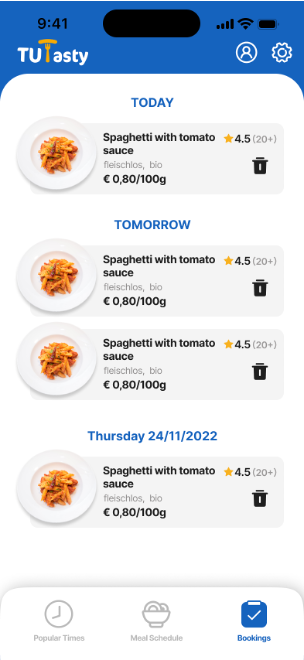 9:41
TUTasty
TODAY
Spaghetti with tomato
sauce
4.5 (20+)
fleischlos, bio
€ 0,80/100g
TOMORROW
Spaghetti with tomato
sauce
4.5 (20+)
fleischlos, bio
€ 0,80/100g
Spaghetti with tomato
sauce
4.5 (20+)
fleischlos, bio
€ 0,80/100g
Thursday 24/11/2022
Spaghetti with tomato
sauce
4.5 (20+)
fleischlos, bio
€ 0,80/100g
Popular Times
Meal Schedule
Bookings